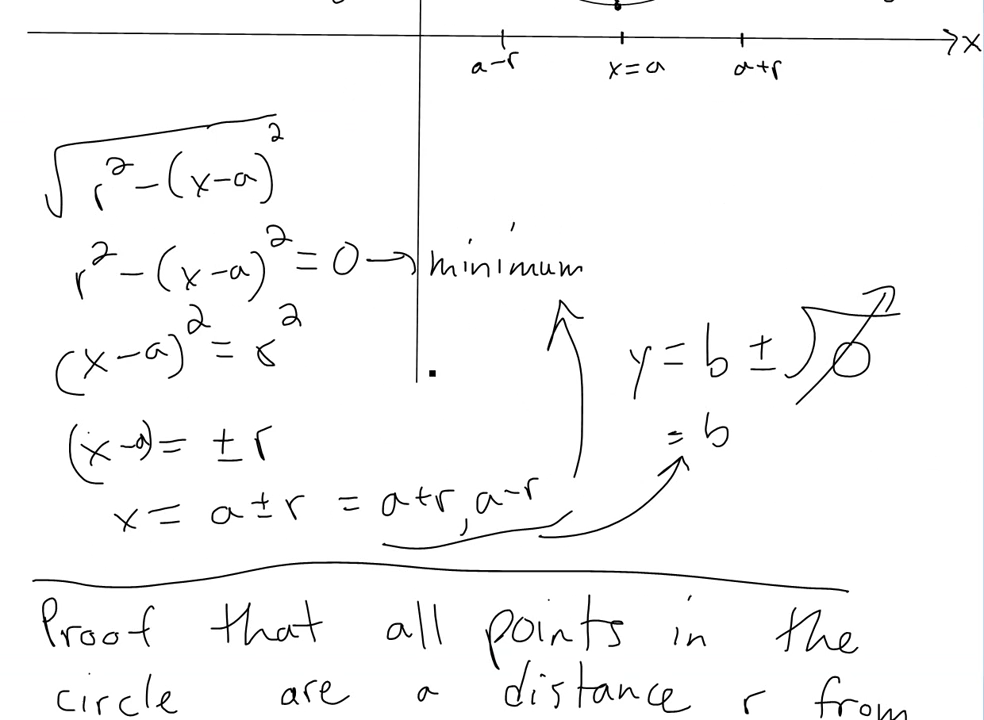 x
a-r x=a a+r
√(r²-(x-a)²)
r²-(x-a)²=0→minimum
(x-a)²=r²
y=b±√0
(x-a)=±r
=b
x=a±r=a+r,a-r
Proof that all points in the
circle are a distance r from